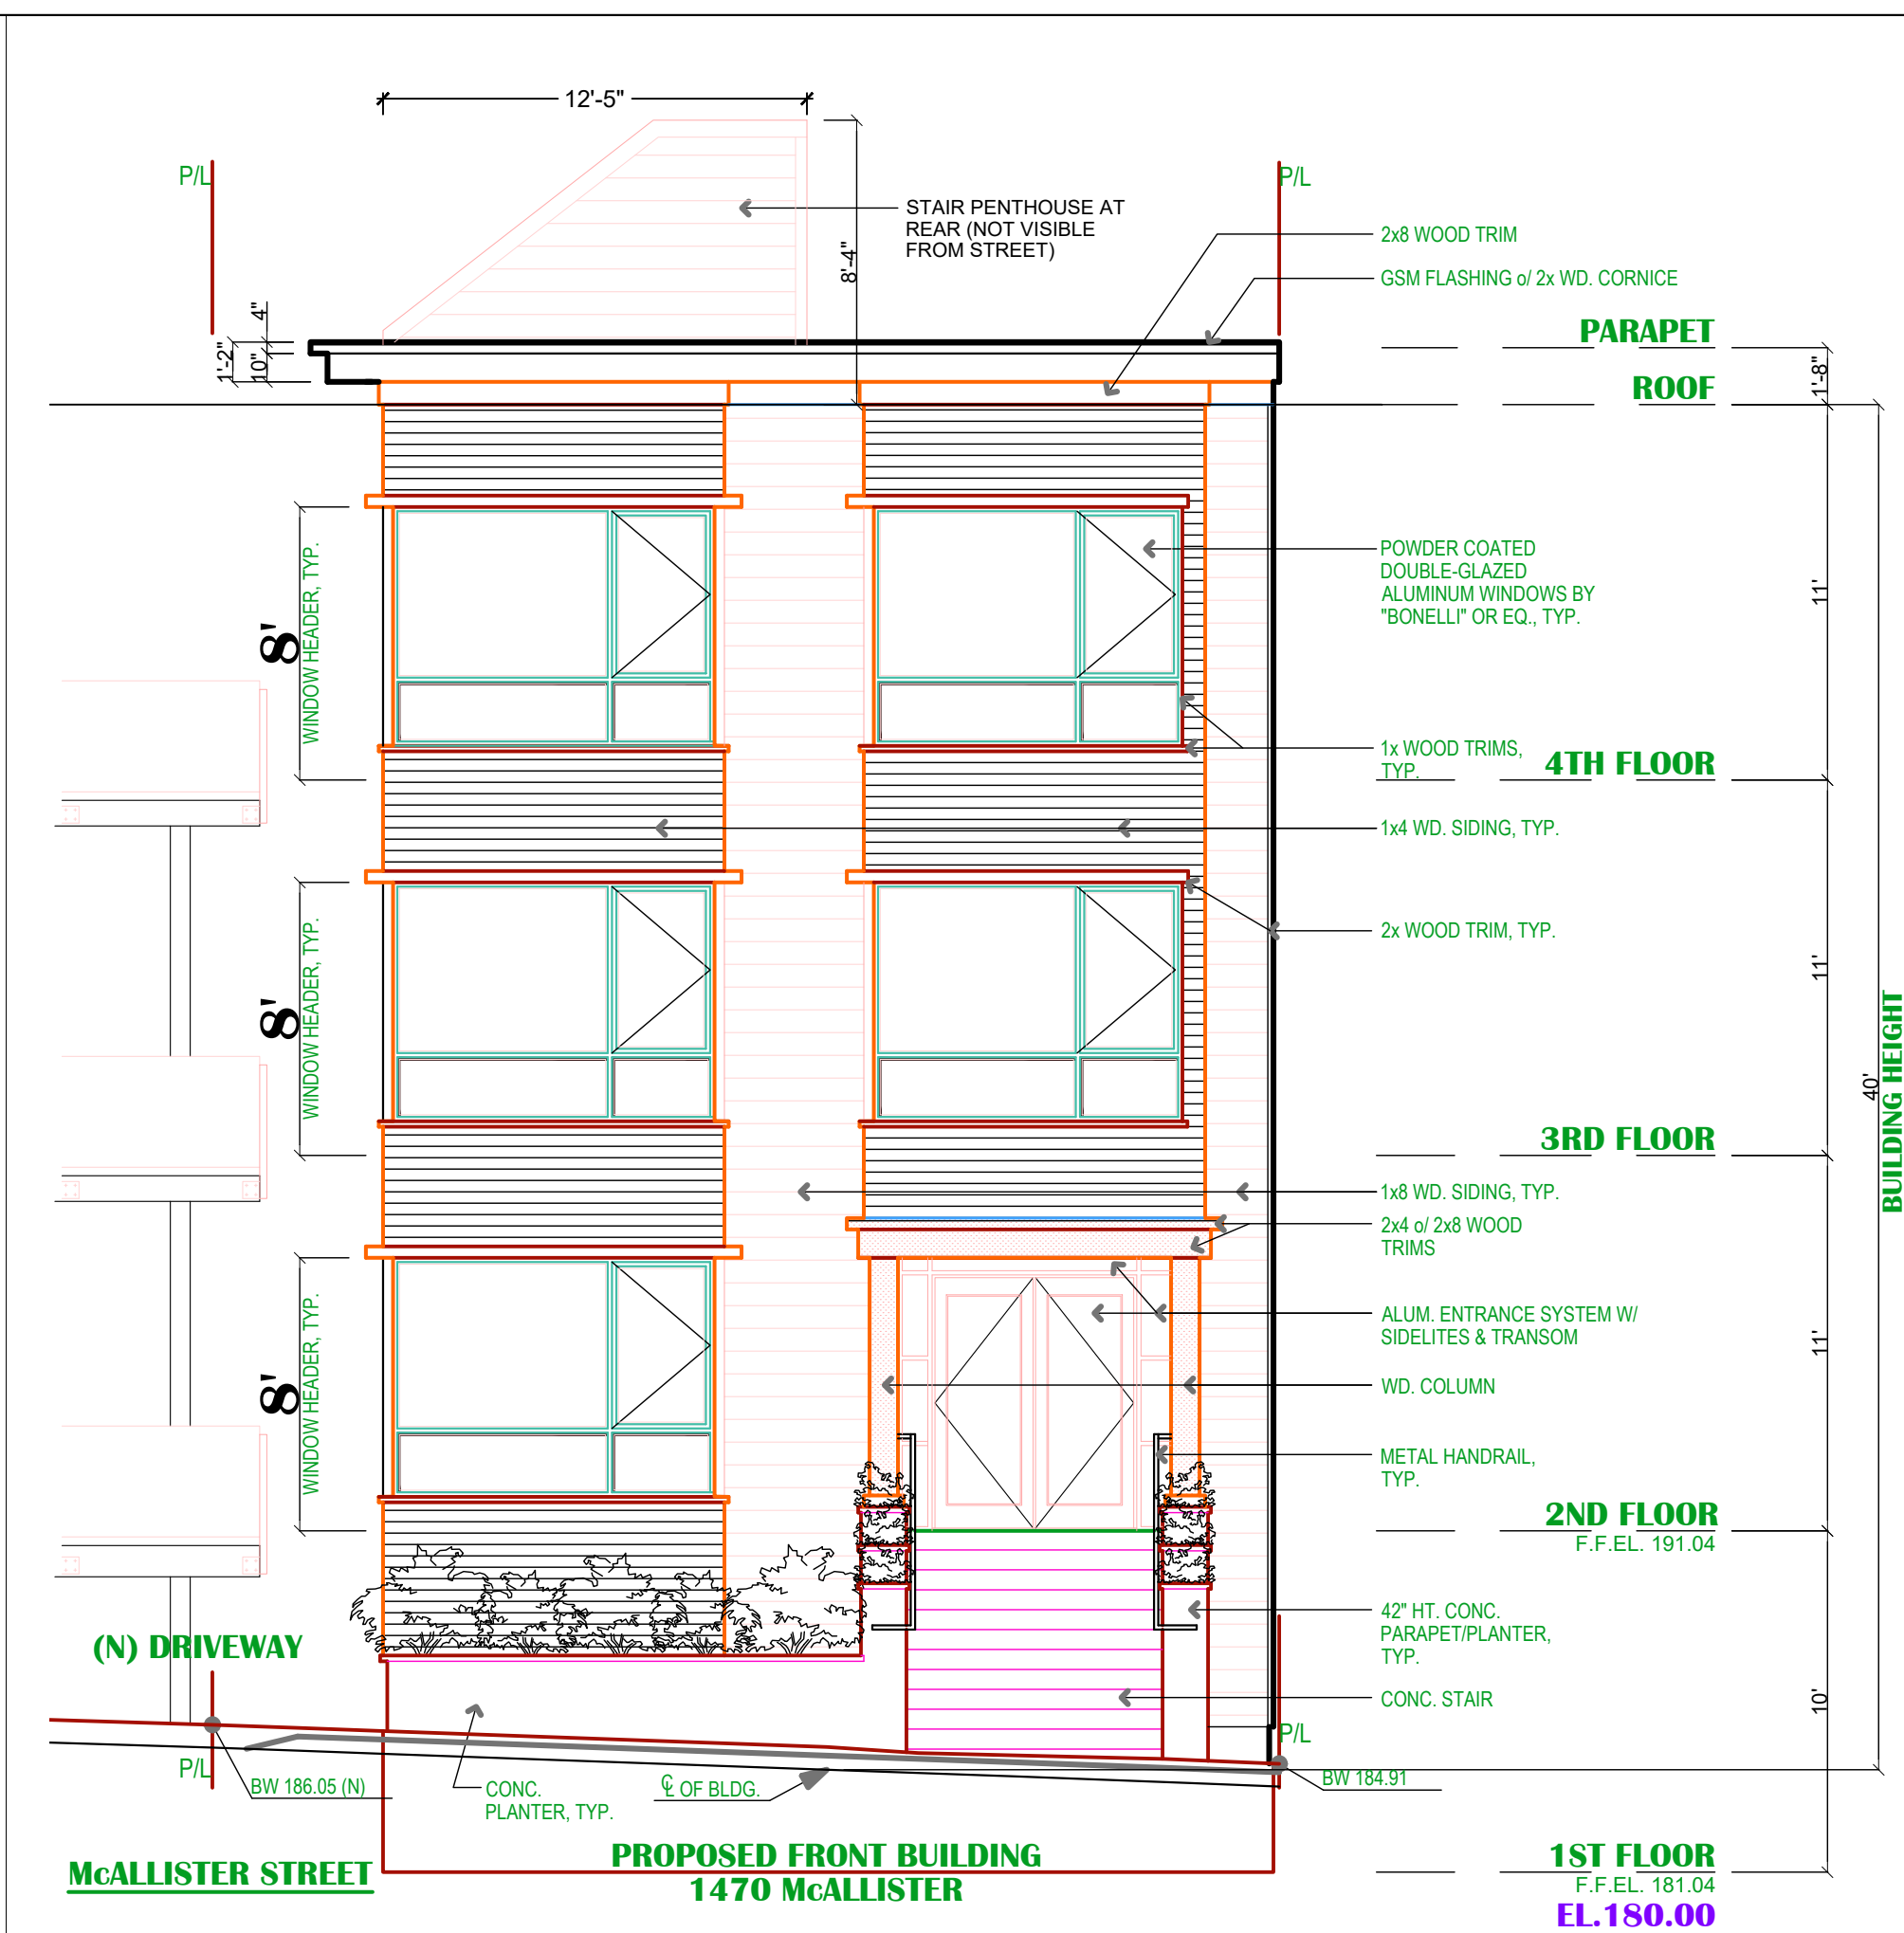 12'-5"
P/L
P/L
STAIR PENTHOUSE AT
REAR (NOT VISIBLE
FROM STREET)
8'-4"
2x8 WOOD TRIM
GSM FLASHING o/ 2x WD. CORNICE
4"
1'-2"
10"
PARAPET
1'-8"
ROOF
POWDER COATED
DOUBLE-GLAZED
ALUMINUM WINDOWS BY
"BONELLI" OR EQ., TYP.
11'
8'
WINDOW HEADER, TYP.
1x WOOD TRIMS,
TYP.
4TH FLOOR
1x4 WD. SIDING, TYP.
2x WOOD TRIM, TYP.
11'
8'
WINDOW HEADER, TYP.
40'
BUILDING HEIGHT
3RD FLOOR
1x8 WD. SIDING, TYP.
2x4 o/ 2x8 WOOD
TRIMS
ALUM. ENTRANCE SYSTEM W/
SIDELITES & TRANSOM
11'
8'
WINDOW HEADER, TYP.
WD. COLUMN
METAL HANDRAIL,
TYP.
2ND FLOOR
F.F.EL. 191.04
42" HT. CONC.
PARAPET/PLANTER,
TYP.
(N) DRIVEWAY
CONC. STAIR
10'
P/L
P/L
BW 186.05 (N)
CONC.
PLANTER, TYP.
℄ OF BLDG.
BW 184.91
PROPOSED FRONT BUILDING
1470 McALLISTER
McALLISTER STREET
1ST FLOOR
F.F.EL. 181.04
EL.180.00